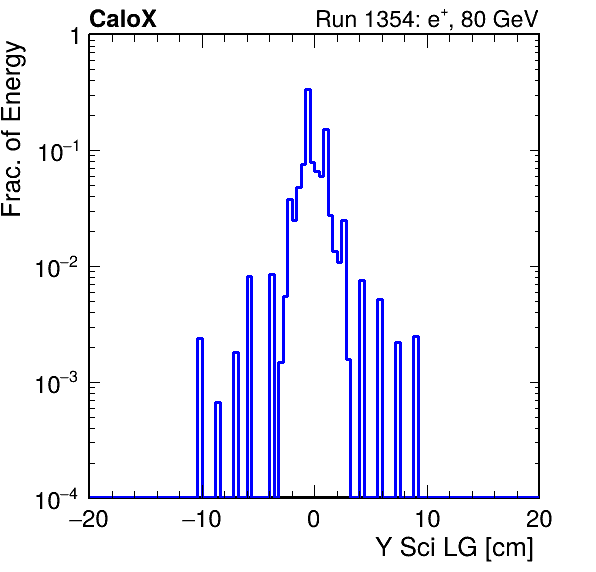 CaloX Run 1354: e⁺, 80 GeV
Frac. of Energy
1
10⁻¹
10⁻²
10⁻³
10⁻⁴
−20 −10 0 10 20
Y Sci LG [cm]